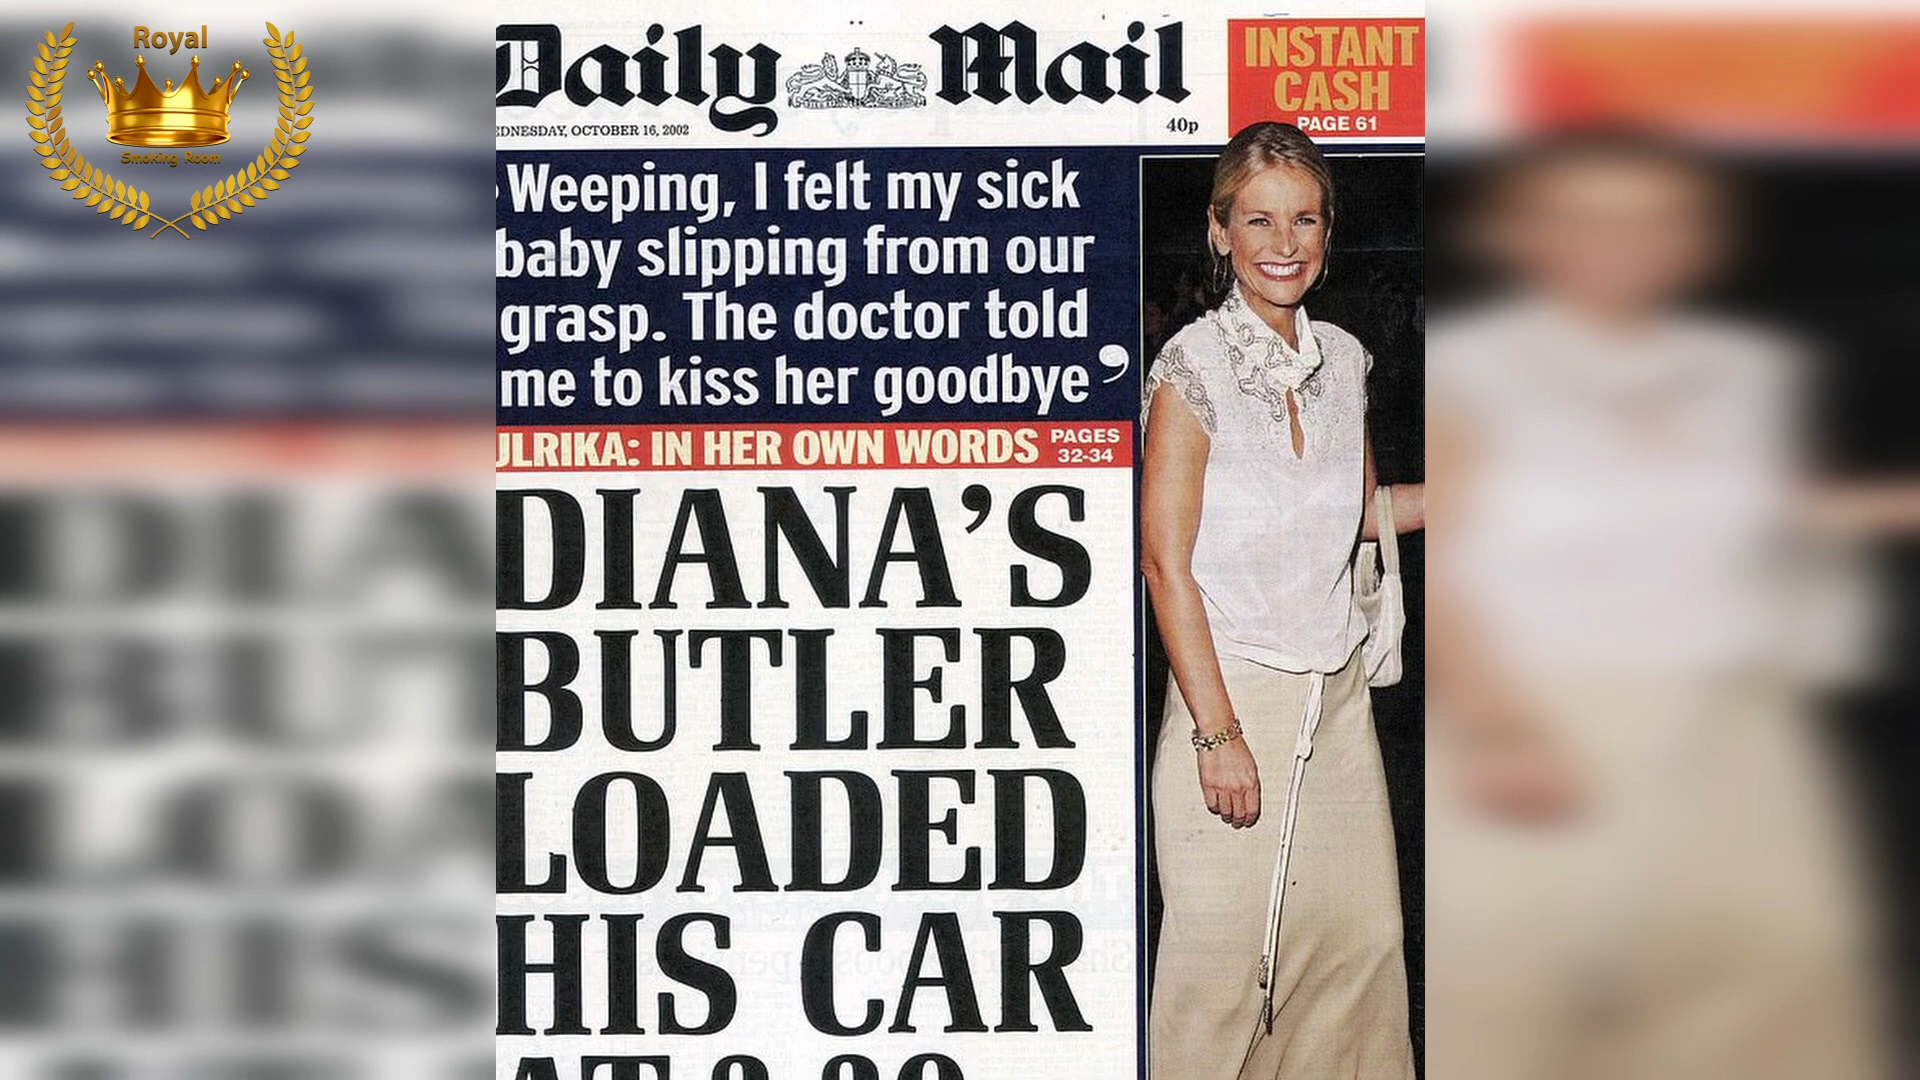 Royal
Smoking Room
Daily Mail
EDNESDAY, OCTOBER 16, 2002
40p
INSTANT
CASH
PAGE 61
Weeping, I felt my sick
baby slipping from our
grasp. The doctor told
me to kiss her goodbye’
ULRIKA: IN HER OWN WORDS
PAGES
32-34
DIANA’S
BUTLER
LOADED
HIS CAR